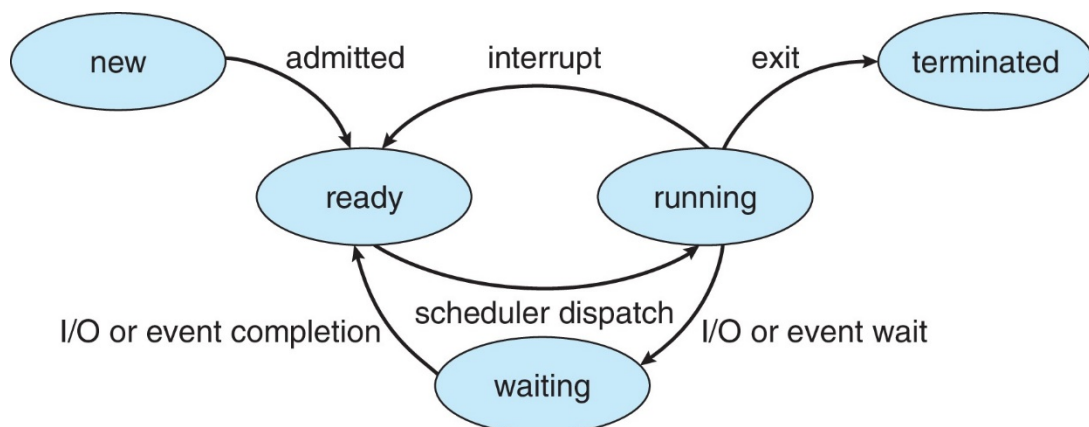 new
admitted
interrupt
exit
terminated
ready
running
I/O or event completion
scheduler dispatch
I/O or event wait
waiting